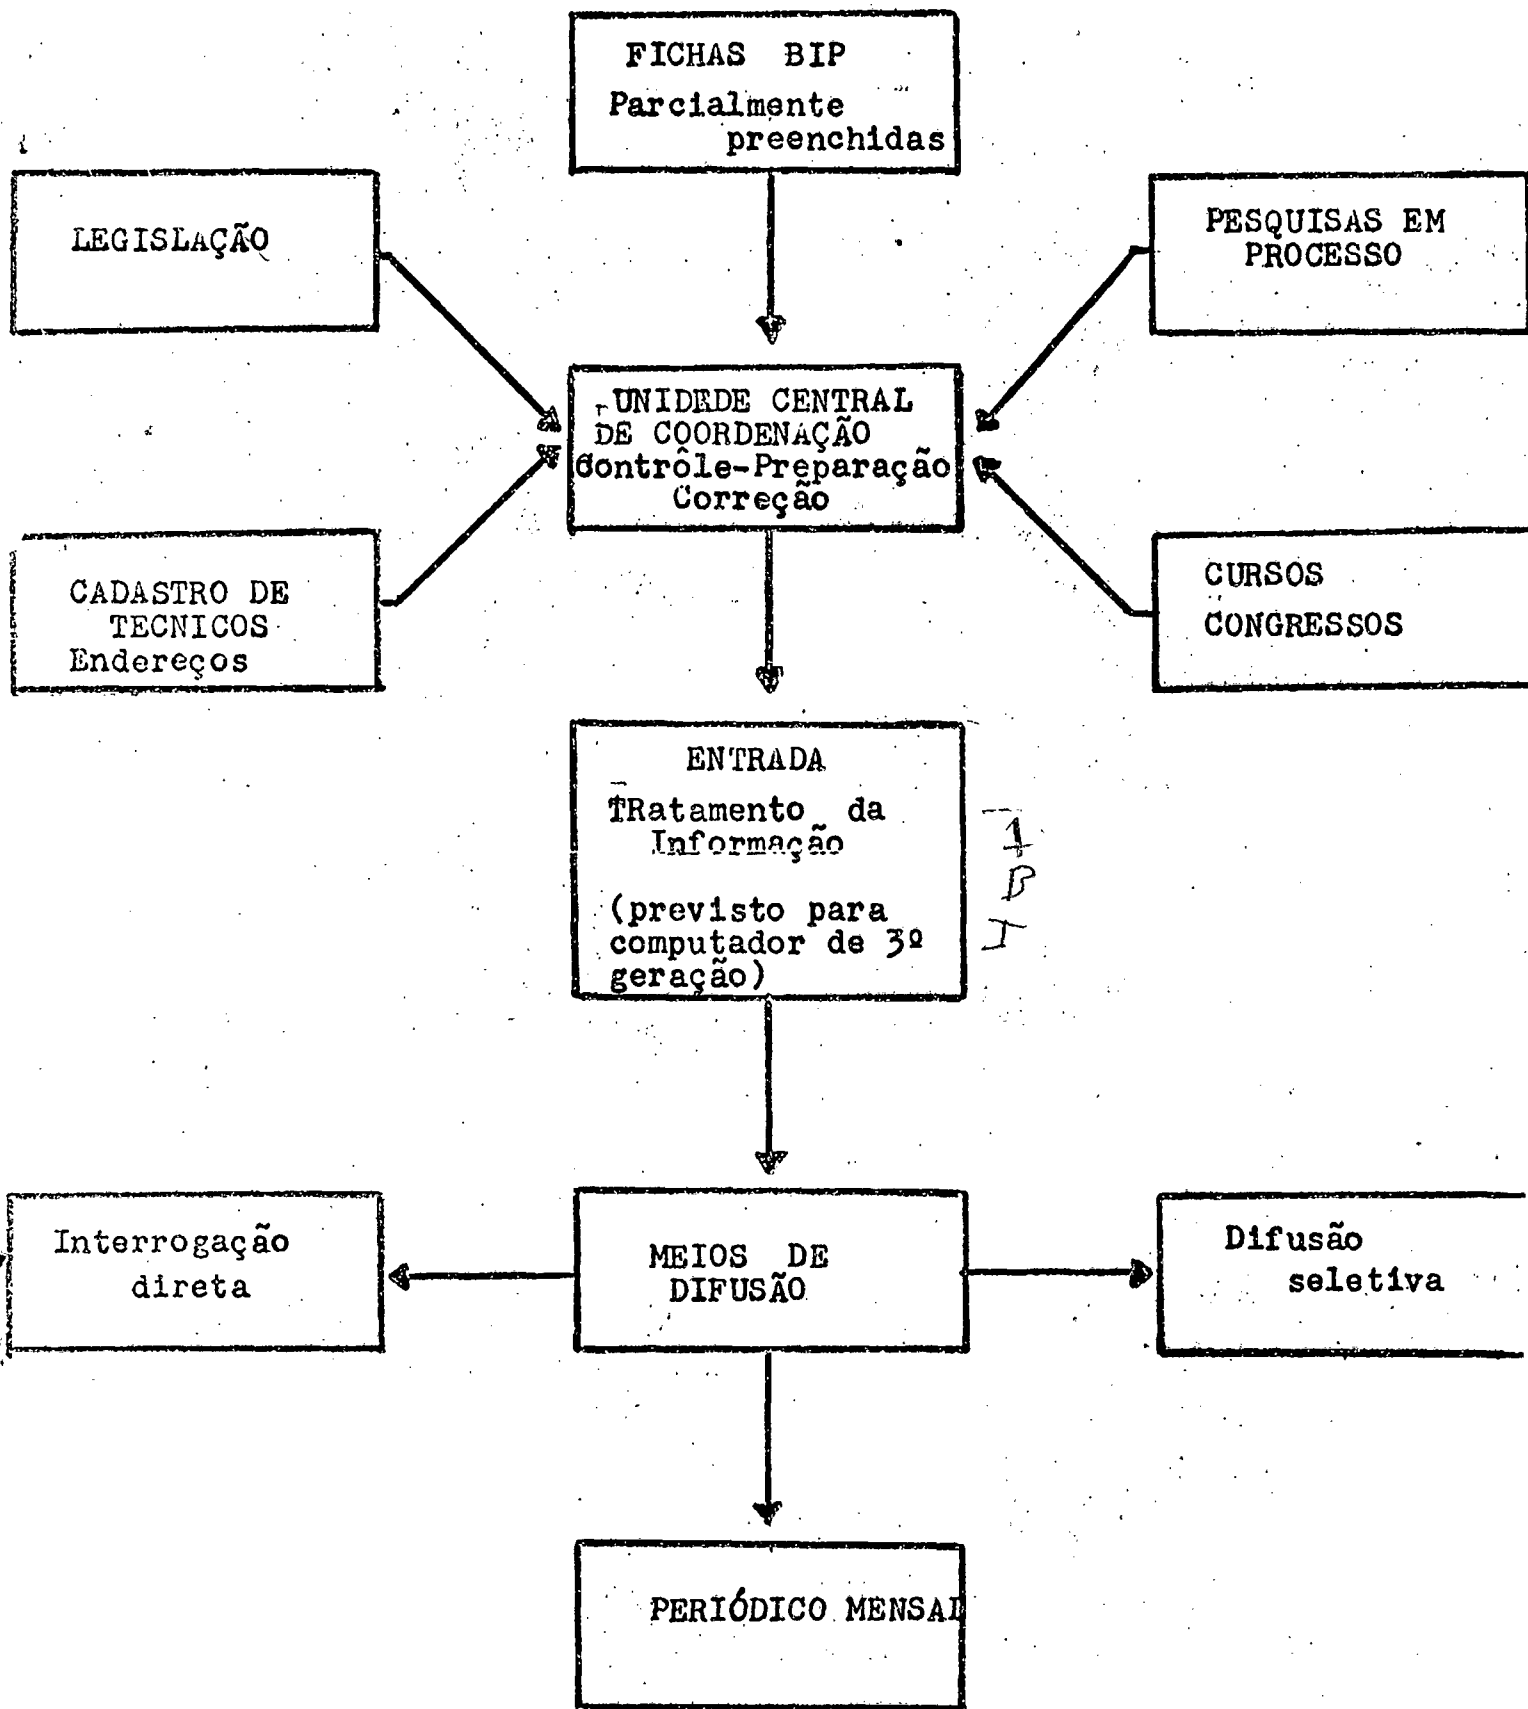 FICHAS BIP
Parcialmente
preenchidas
LEGISLAÇÃO
PESQUISAS EM
PROCESSO
UNIDEDE CENTRAL
DE COORDENAÇÃO
Contrôle-Preparação
Correção
CADASTRO DE
TECNICOS
Endereços
CURSOS
CONGRESSOS
ENTRADA
TRatamento da
Informação
(previsto para
computador de 3º
geração)
Interrogação
direta
MEIOS DE
DIFUSÃO
Difusão
seletiva
PERIÓDICO MENSAL